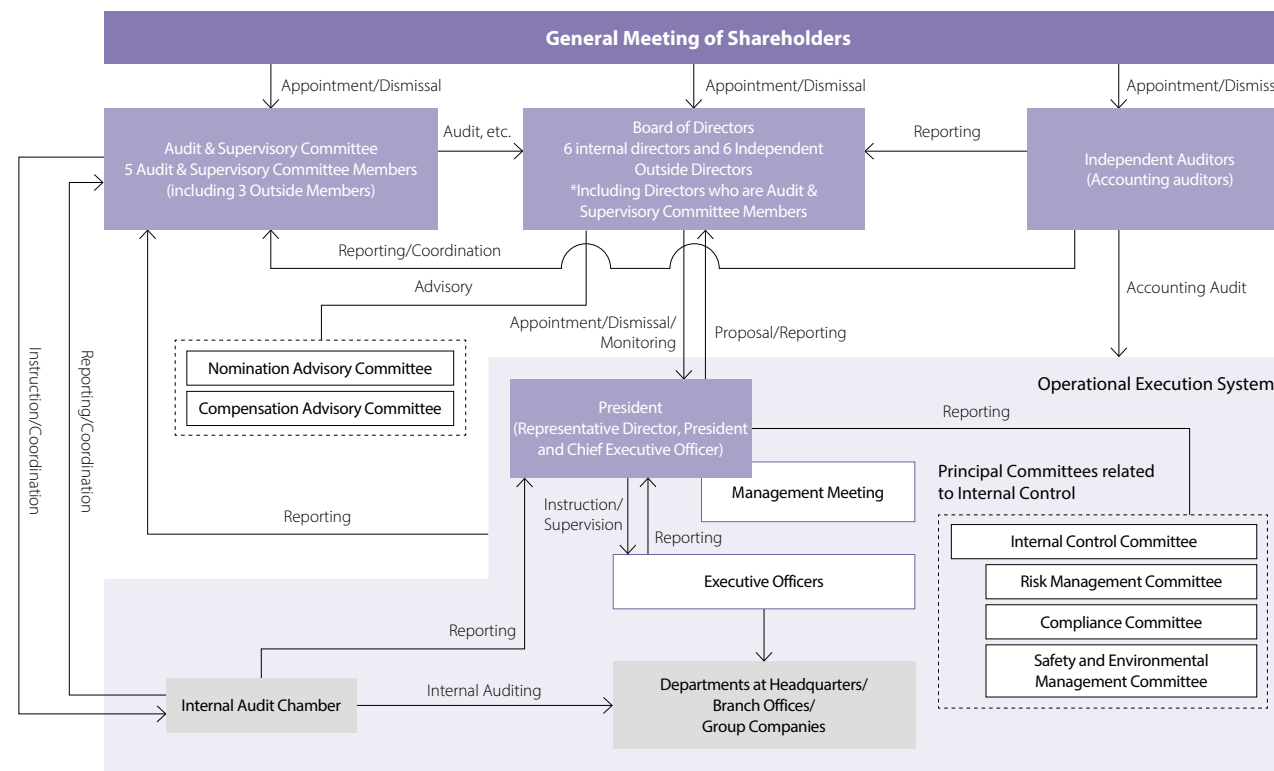 General Meeting of Shareholders
Appointment/Dismissal
Appointment/Dismissal
Appointment/Dismiss
Audit & Supervisory Committee
5 Audit & Supervisory Committee Members
(including 3 Outside Members)
Audit, etc.
Board of Directors
6 internal directors and 6 Independent
Outside Directors
*Including Directors who are Audit &
Supervisory Committee Members
Reporting
Independent Auditors
(Accounting auditors)
Reporting/Coordination
Advisory
Appointment/Dismissal/
Monitoring
Proposal/Reporting
Accounting Audit
Instruction/Coordination
Reporting/Coordination
Nomination Advisory Committee
Compensation Advisory Committee
Operational Execution System
President
(Representative Director, President
and Chief Executive Officer)
Reporting
Management Meeting
Principal Committees related
to Internal Control
Instruction/
Supervision
Reporting
Reporting
Internal Control Committee
Executive Officers
Risk Management Committee
Compliance Committee
Safety and Environmental
Management Committee
Reporting
Internal Audit Chamber
Internal Auditing
Departments at Headquarters/
Branch Offices/
Group Companies